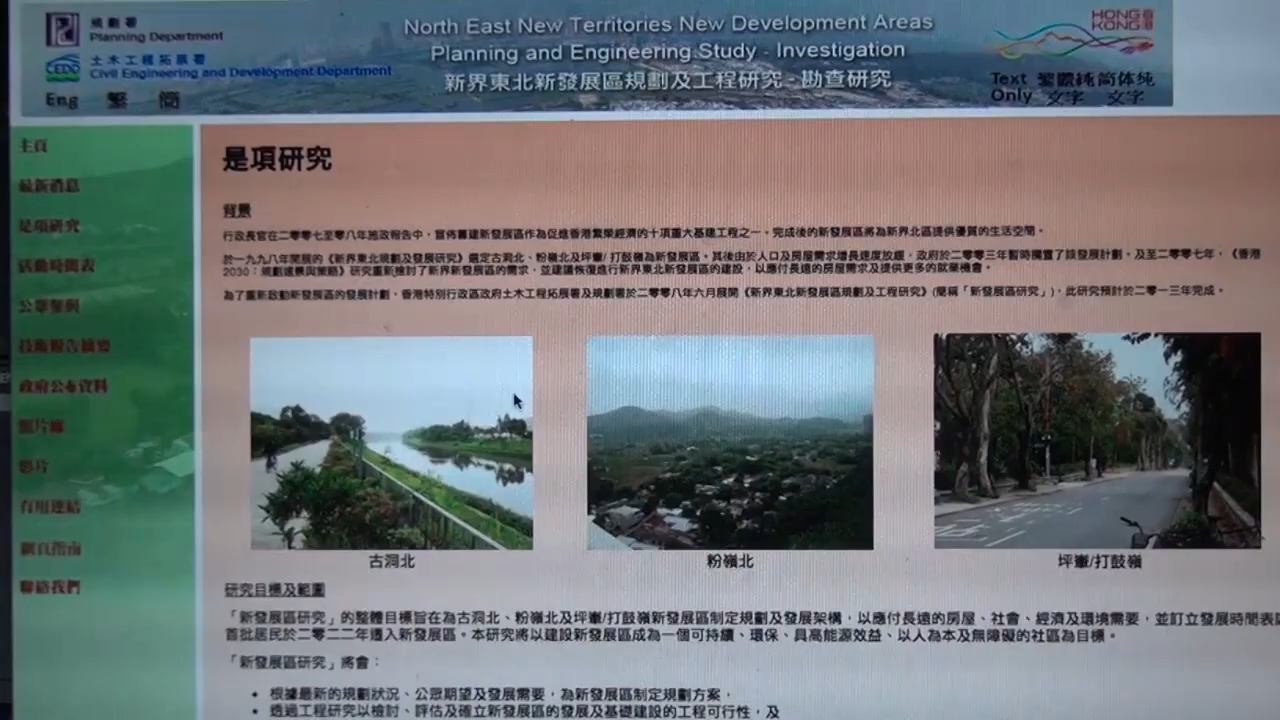 規劃署
Planning Department
土木工程拓展署
CEDD Civil Engineering and Development Department
Eng 繁 簡
North East New Territories New Development Areas
Planning and Engineering Study - Investigation
新界東北新發展區規劃及工程研究 - 勘查研究
HONG KONG 香港
Text Only 繁體純文字 简体纯文字
主頁
最新消息
是項研究
活動時間表
公眾參與
技術報告摘要
政府公布資料
照片廊
影片
有用連結
網頁指南
聯絡我們
是項研究
背景
行政長官在二零零七至零八年施政報告中，宣佈籌建新發展區作為促進香港繁榮經濟的十項重大基建工程之一。完成後的新發展區將為新界北區提供優質的生活空間。
於一九九八年開展的《新界東北規劃及發展研究》選定古洞北、粉嶺北及坪輋/ 打鼓嶺為新發展區。其後由於人口及房屋需求增長速度放緩，政府於二零零三年暫時擱置了該發展計劃。及至二零零七年，《香港
2030：規劃遠景與策略》研究重新檢討了新界新發展區的需求，並建議恢復進行新界東北新發展區的建設，以應付長遠的房屋需求及提供更多的就業機會。
為了重新啟動新發展區的發展計劃，香港特別行政區政府土木工程拓展署及規劃署於二零零八年六月展開《新界東北新發展區規劃及工程研究》(簡稱「新發展區研究」)，此研究預計於二零一三年完成。
古洞北
粉嶺北
坪輋/打鼓嶺
研究目標及範圍
「新發展區研究」的整體目標旨在為古洞北、粉嶺北及坪輋/打鼓嶺新發展區制定規劃及發展架構，以應付長遠的房屋、社會、經濟及環境需要，並訂立發展時間表
首批居民於二零二二年遷入新發展區。本研究將以建設新發展區成為一個可持續、環保、具高能源效益、以人為本及無障礙的社區為目標。
「新發展區研究」將會：
• 根據最新的規劃狀況、公眾期望及發展需要，為新發展區制定規劃方案，
• 透過工程研究以檢討、評估及確立新發展區的發展及基礎建設的工程可行性，及